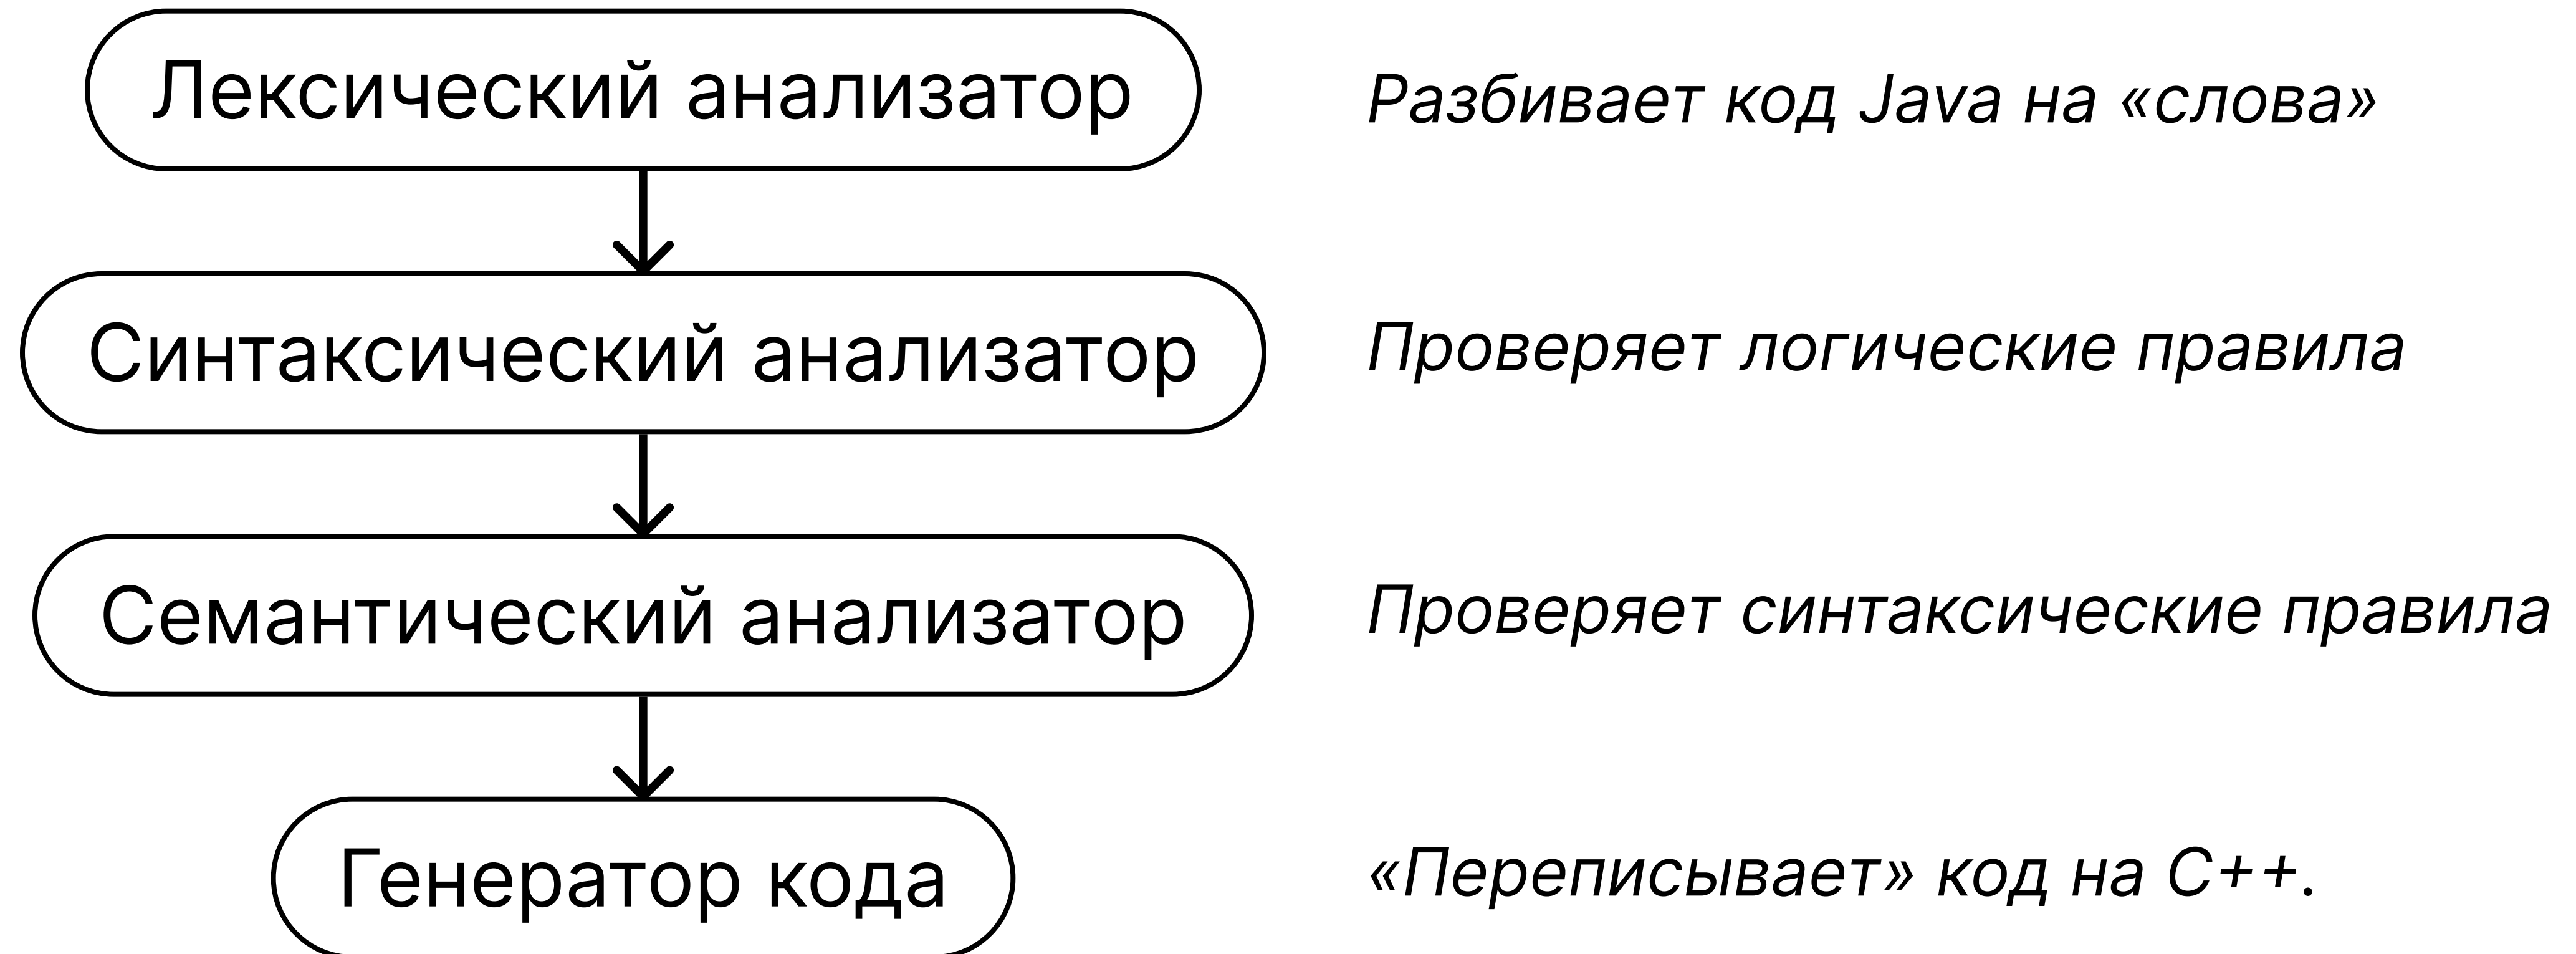 Лексический анализатор
Разбивает код Java на «слова»
Синтаксический анализатор
Проверяет логические правила
Семантический анализатор
Проверяет синтаксические правила
Генератор кода
«Переписывает» код на C++.